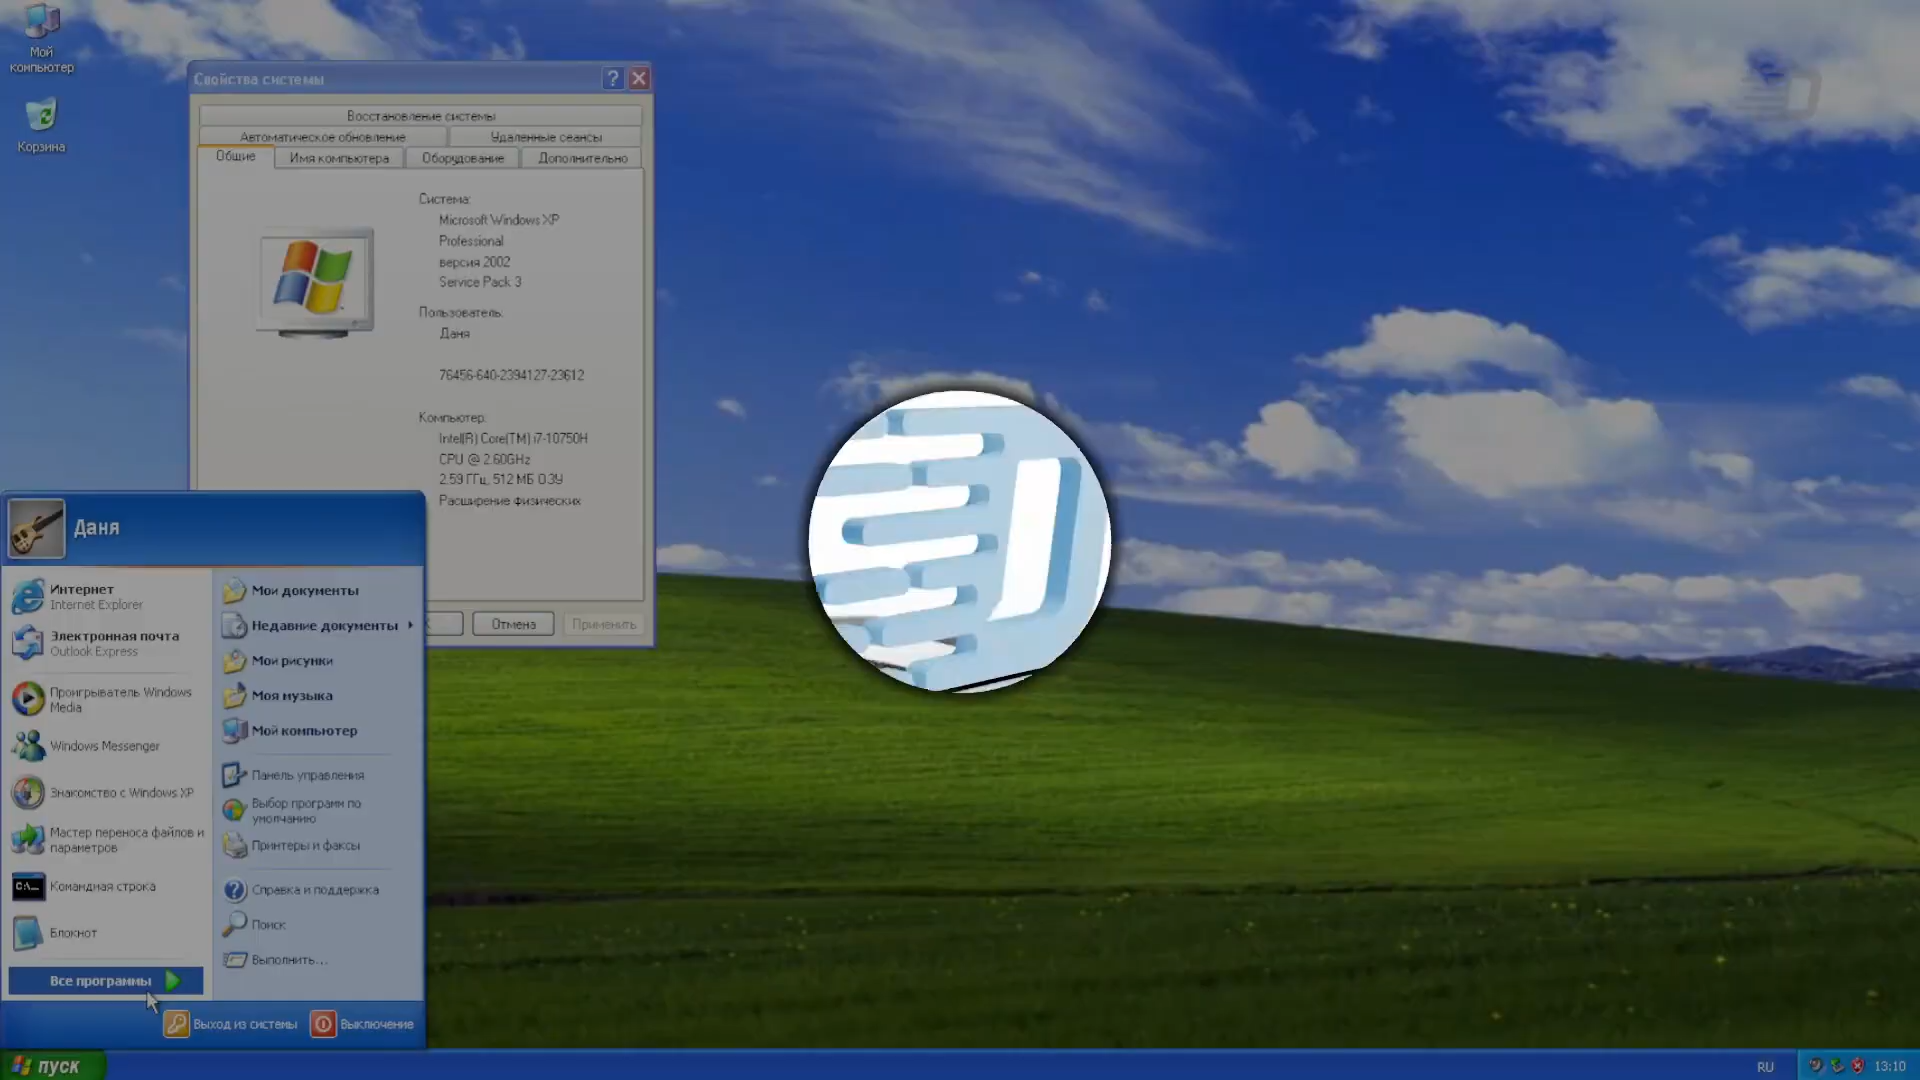 Мой
компьютер
Корзина
Свойства системы
Восстановление системы
Автоматическое обновление
Удаленные сеансы
Общие
Имя компьютера
Оборудование
Дополнительно
Система:
Microsoft Windows XP
Professional
версия 2002
Service Pack 3
Пользователь:
Даня
76456-640-2394127-23612
Компьютер:
Intel(R) Core(TM) i7-10750H
CPU @ 2.60GHz
2.59 ГГц, 512 МБ ОЗУ
Расширение физических
Отмена
Применить
Даня
Интернет
Internet Explorer
Электронная почта
Outlook Express
Проигрыватель Windows
Media
Windows Messenger
Знакомство с Windows XP
Мастер переноса файлов и
параметров
C:\...
Командная строка
Блокнот
Все программы
Мои документы
Недавние документы
Мои рисунки
Моя музыка
Мой компьютер
Панель управления
Выбор программ по
умолчанию
Принтеры и факсы
Справка и поддержка
Поиск
Выполнить...
Выход из системы
Выключение
пуск
RU
13:10